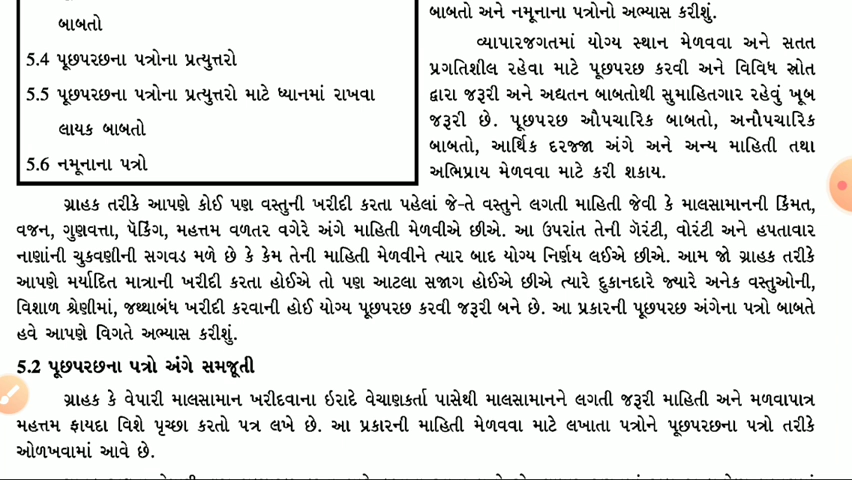 બાબતો
5.4 પૂછપરછના પત્રોના પ્રત્યુત્તરો
5.5 પૂછપરછના પત્રોના પ્રત્યુત્તરો માટે ધ્યાનમાં રાખવા
લાયક બાબતો
5.6 નમૂનાના પત્રો
બાબતો અને નમૂનાના પત્રોનો અભ્યાસ કરીશું.
વ્યાપારજગતમાં યોગ્ય સ્થાન મેળવવા અને સતત
પ્રગતિશીલ રહેવા માટે પૂછપરછ કરવી અને વિવિધ સ્રોત
દ્વારા જરૂરી અને અદ્યતન બાબતોથી સુમાહિતગાર રહેવું ખૂબ
જરૂરી છે. પૂછપરછ ઔપચારિક બાબતો, અનૌપચારિક
બાબતો, આર્થિક દરજ્જા અંગે અને અન્ય માહિતી તથા
અભિપ્રાય મેળવવા માટે કરી શકાય.
ગ્રાહક તરીકે આપણે કોઈ પણ વસ્તુની ખરીદી કરતા પહેલાં જે-તે વસ્તુને લગતી માહિતી જેવી કે માલસામાનની કિંમત,
વજન, ગુણવત્તા, પૅકિંગ, મહત્તમ વળતર વગેરે અંગે માહિતી મેળવીએ છીએ. આ ઉપરાંત તેની ગૅરંટી, વોરંટી અને હપતાવાર
નાણાંની ચુકવણીની સગવડ મળે છે કે કેમ તેની માહિતી મેળવીને ત્યાર બાદ યોગ્ય નિર્ણય લઈએ છીએ. આમ જો ગ્રાહક તરીકે
આપણે મર્યાદિત માત્રાની ખરીદી કરતા હોઈએ તો પણ આટલા સજાગ હોઈએ છીએ ત્યારે દુકાનદારે જ્યારે અનેક વસ્તુઓની,
વિશાળ શ્રેણીમાં, જથ્થાબંધ ખરીદી કરવાની હોઈ યોગ્ય પૂછપરછ કરવી જરૂરી બને છે. આ પ્રકારની પૂછપરછ અંગેના પત્રો બાબતે
હવે આપણે વિગતે અભ્યાસ કરીશું.
5.2 પૂછપરછના પત્રો અંગે સમજૂતી
ગ્રાહક કે વેપારી માલસામાન ખરીદવાના ઇરાદે વેચાણકર્તા પાસેથી માલસામાનને લગતી જરૂરી માહિતી અને મળવાપાત્ર
મહત્તમ ફાયદા વિશે પૃચ્છા કરતો પત્ર લખે છે. આ પ્રકારની માહિતી મેળવવા માટે લખાતા પત્રોને પૂછપરછના પત્રો તરીકે
ઓળખવામાં આવે છે.